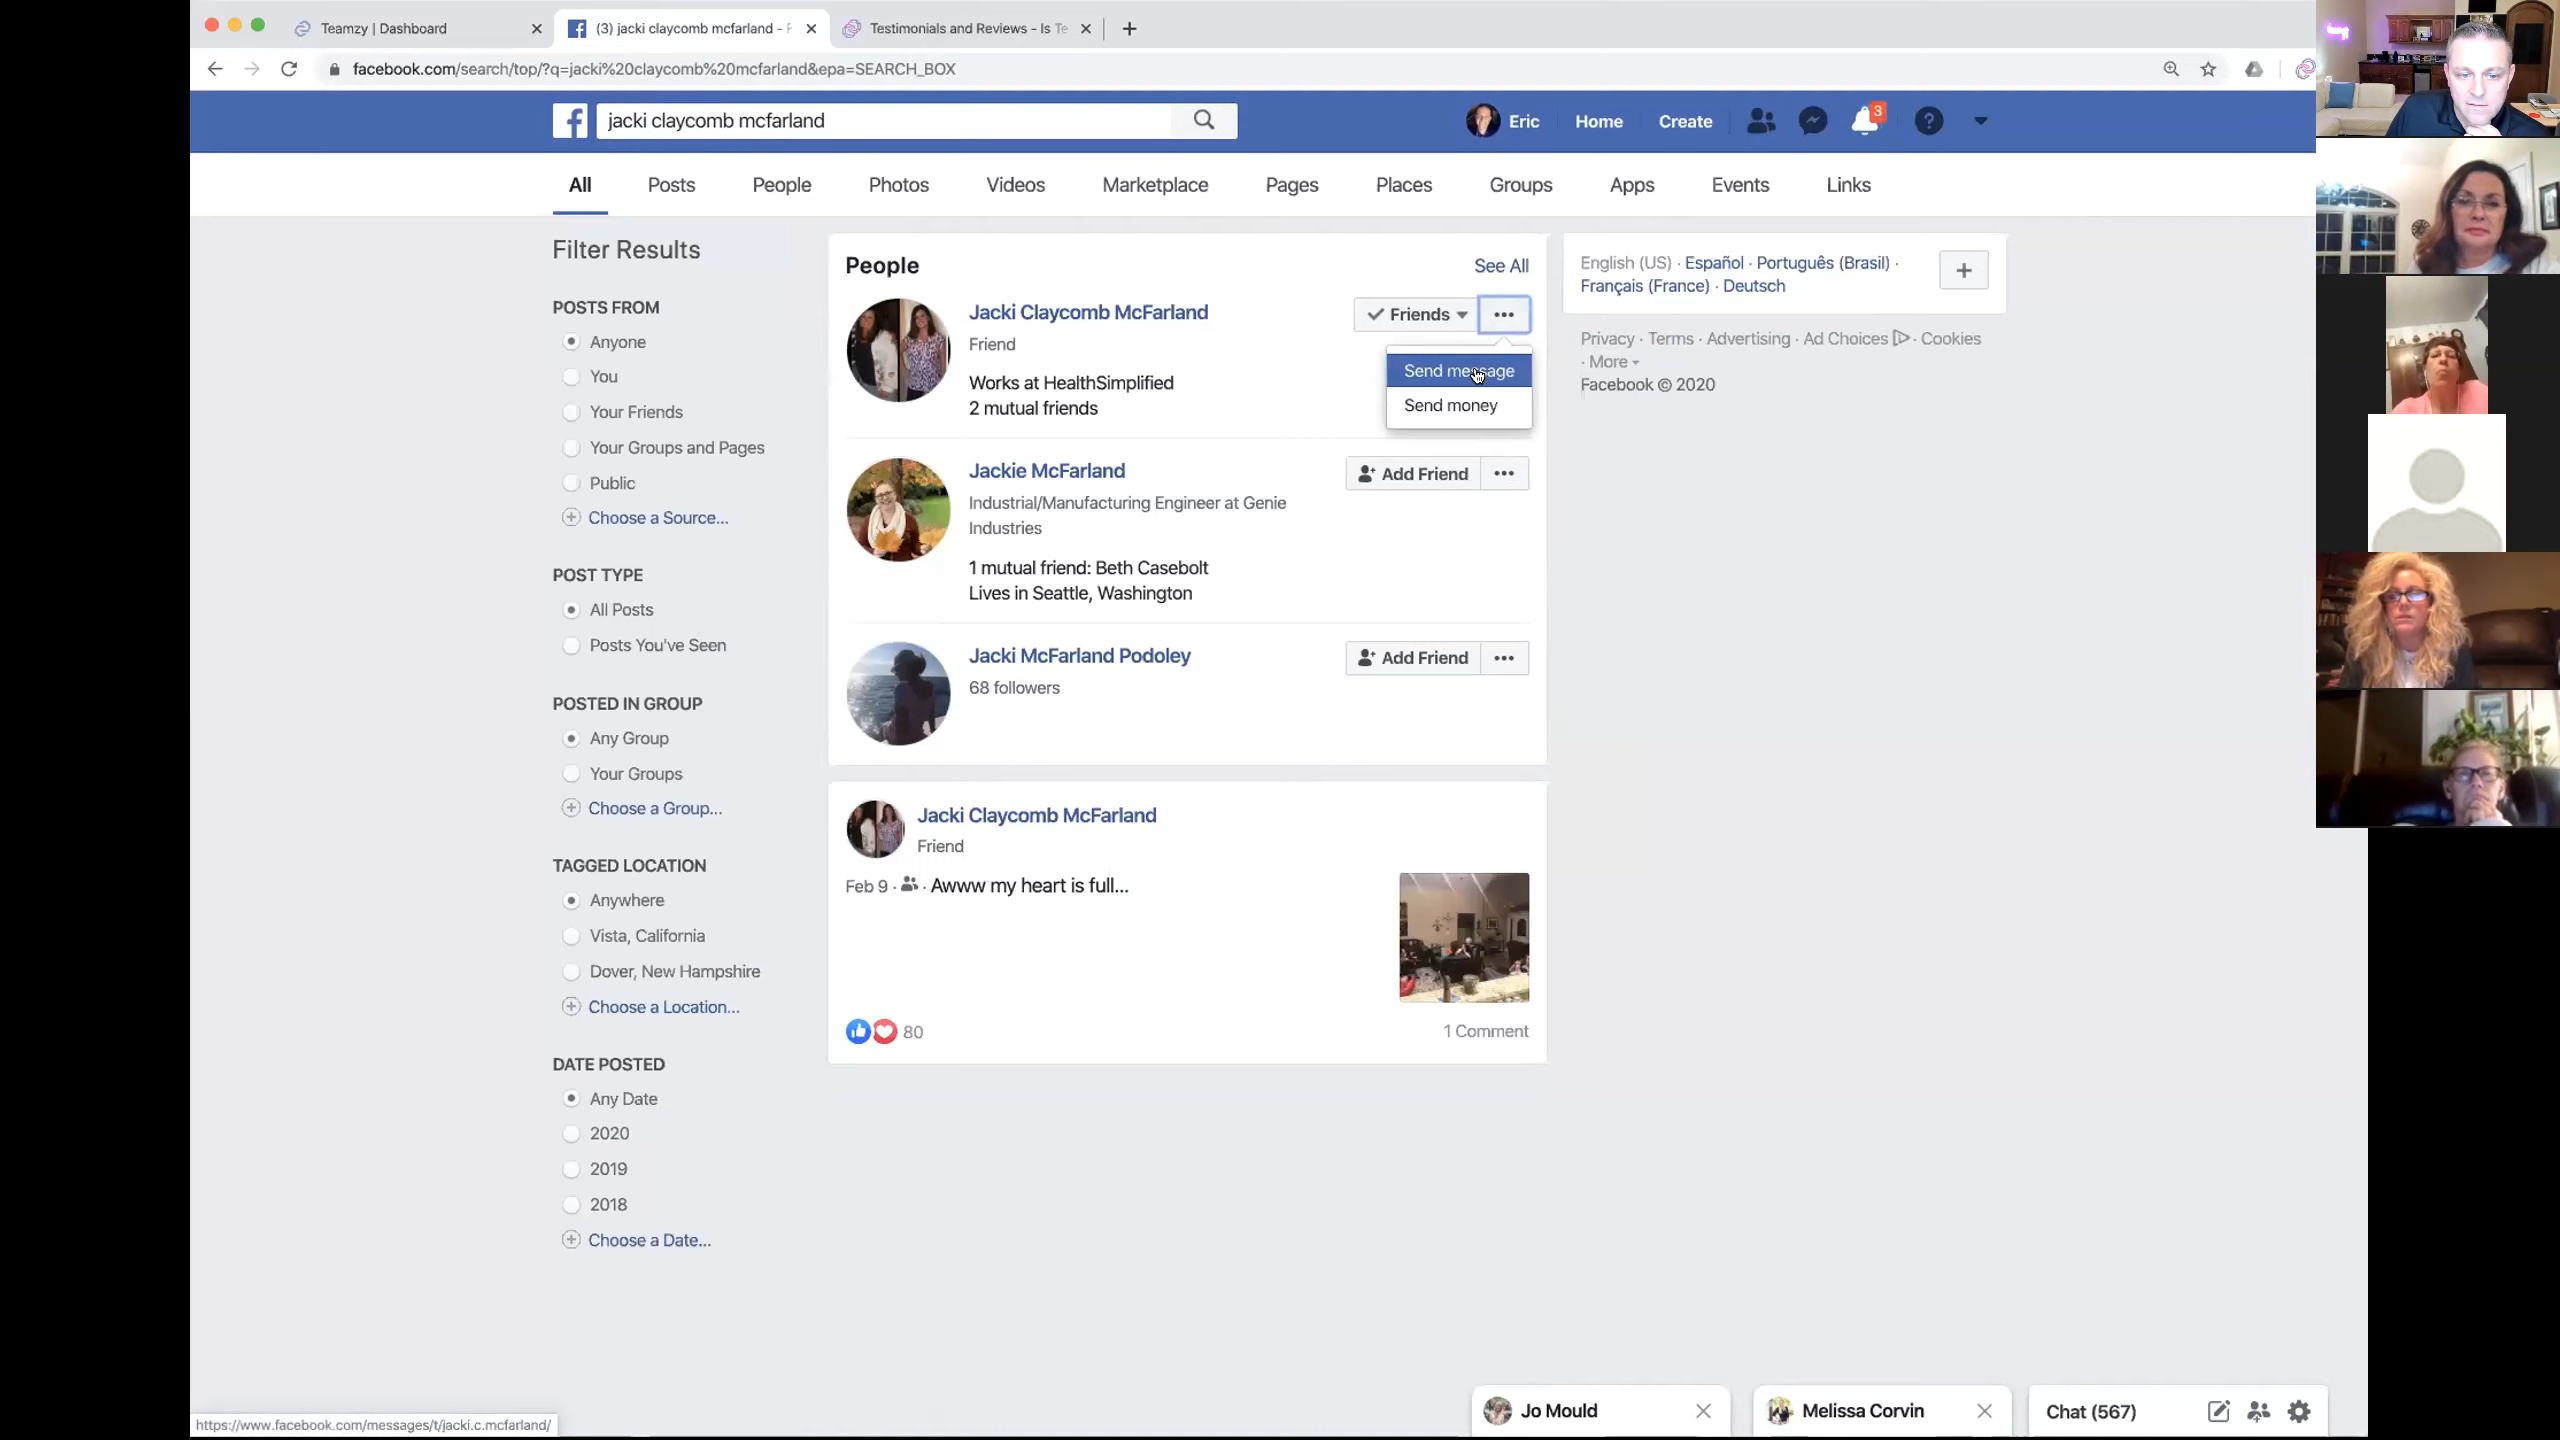 Teamzy | Dashboard
(3) jacki claycomb mcfarland - F
Testimonials and Reviews - Is Te
facebook.com/search/top/?q=jacki%20claycomb%20mcfarland&epa=SEARCH_BOX
jacki claycomb mcfarland
Eric
Home
Create
3
All
Posts
People
Photos
Videos
Marketplace
Pages
Places
Groups
Apps
Events
Links
Filter Results
POSTS FROM
Anyone
You
Your Friends
Your Groups and Pages
Public
Choose a Source...
POST TYPE
All Posts
Posts You've Seen
POSTED IN GROUP
Any Group
Your Groups
Choose a Group...
TAGGED LOCATION
Anywhere
Vista, California
Dover, New Hampshire
Choose a Location...
DATE POSTED
Any Date
2020
2019
2018
Choose a Date...
People
See All
Jacki Claycomb McFarland
Friend
Works at HealthSimplified
2 mutual friends
Friends
Send message
Send money
Jackie McFarland
Industrial/Manufacturing Engineer at Genie
Industries
1 mutual friend: Beth Casebolt
Lives in Seattle, Washington
Add Friend
Jacki McFarland Podoley
68 followers
Add Friend
Jacki Claycomb McFarland
Friend
Feb 9 · · Awww my heart is full...
80
1 Comment
English (US) · Español · Português (Brasil) ·
Français (France) · Deutsch
Privacy · Terms · Advertising · Ad Choices · Cookies
· More
Facebook © 2020
Jo Mould
Melissa Corvin
Chat (567)
https://www.facebook.com/messages/t/jacki.c.mcfarland/